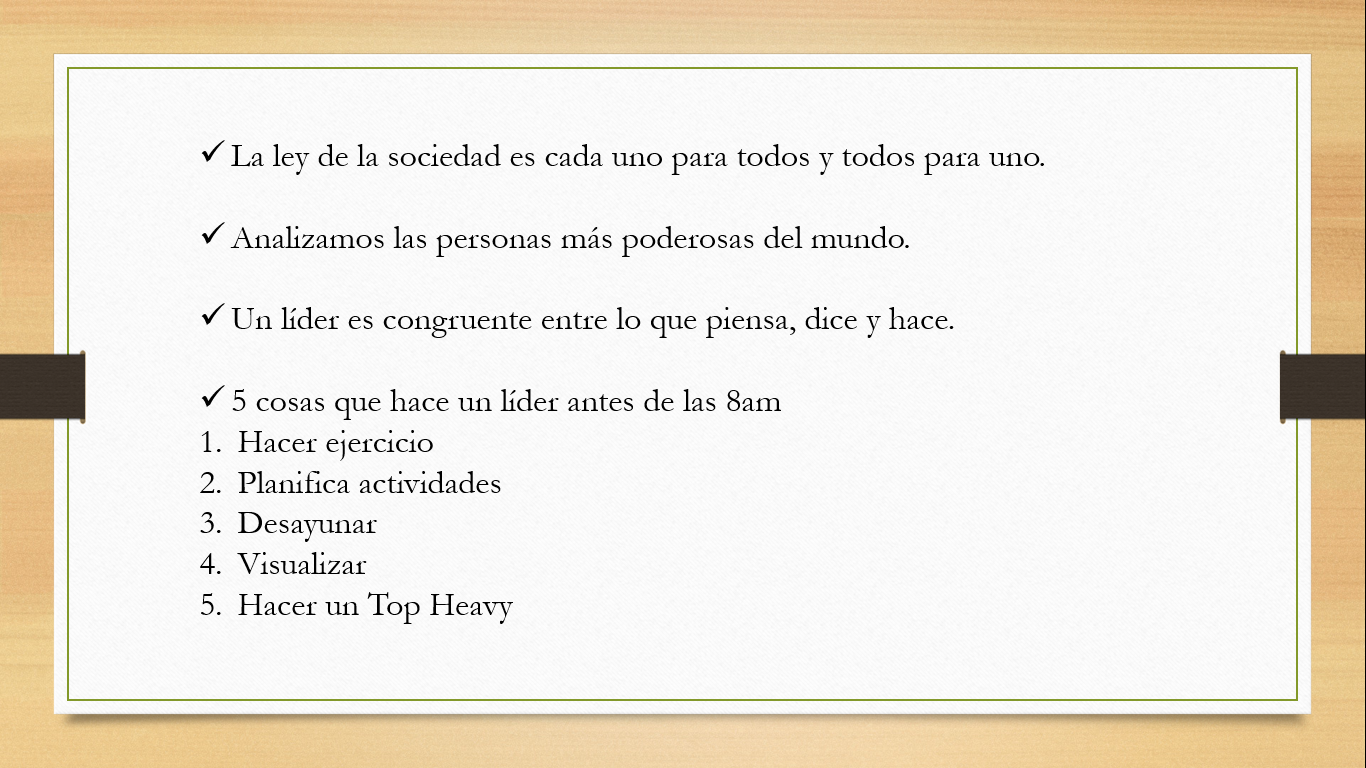 ✓ La ley de la sociedad es cada uno para todos y todos para uno.
✓ Analizamos las personas más poderosas del mundo.
✓ Un líder es congruente entre lo que piensa, dice y hace.
✓ 5 cosas que hace un líder antes de las 8am
1. Hacer ejercicio
2. Planifica actividades
3. Desayunar
4. Visualizar
5. Hacer un Top Heavy